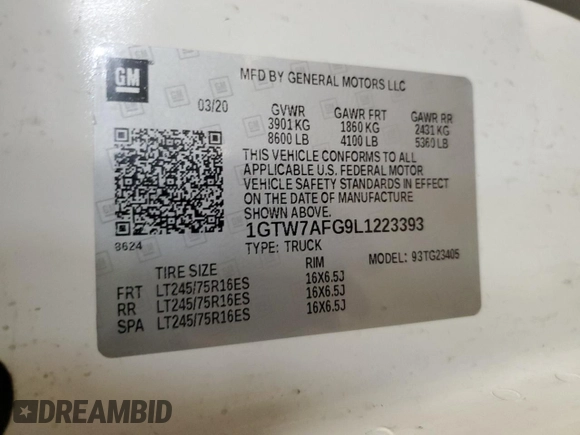 GM
MFD BY GENERAL MOTORS LLC
03/20 GVWR GAWR FRT GAWR RR
3901 KG 1860 KG 2431 KG
8600 LB 4100 LB 5360 LB
THIS VEHICLE CONFORMS TO ALL
APPLICABLE U.S. FEDERAL MOTOR
VEHICLE SAFETY STANDARDS IN EFFECT
ON THE DATE OF MANUFACTURE
SHOWN ABOVE.
1GTW7AFG9L1223393
8624 TYPE: TRUCK MODEL: 93TG23405
TIRE SIZE RIM
FRT LT245/75R16ES 16X6.5J
RR LT245/75R16ES 16X6.5J
SPA LT245/75R16ES 16X6.5J
DREAMBID